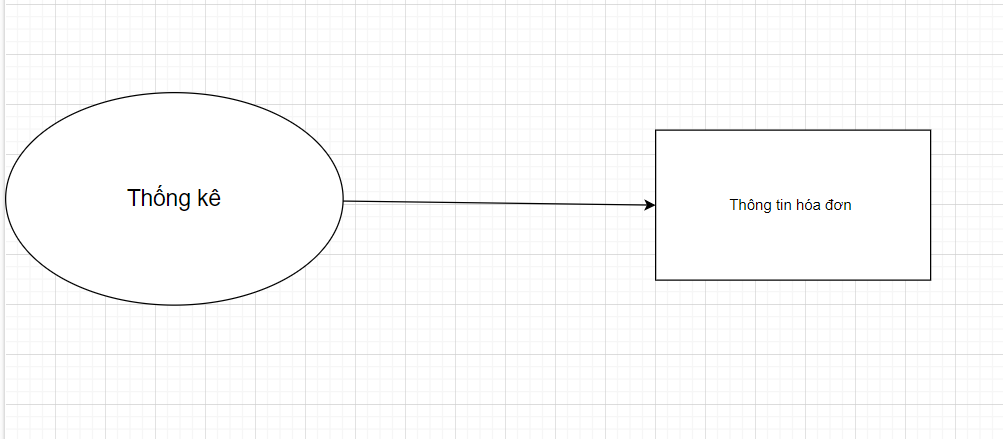 Thống kê
Thông tin hóa đơn